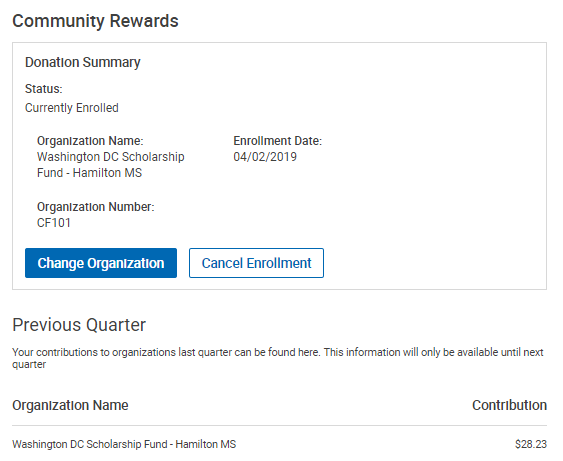 Community Rewards
Donation Summary
Status:
Currently Enrolled
Organization Name:
Washington DC Scholarship
Fund - Hamilton MS
Enrollment Date:
04/02/2019
Organization Number:
CF101
Change Organization
Cancel Enrollment
Previous Quarter
Your contributions to organizations last quarter can be found here. This information will only be available until next
quarter
Organization Name Contribution
Washington DC Scholarship Fund - Hamilton MS $28.23